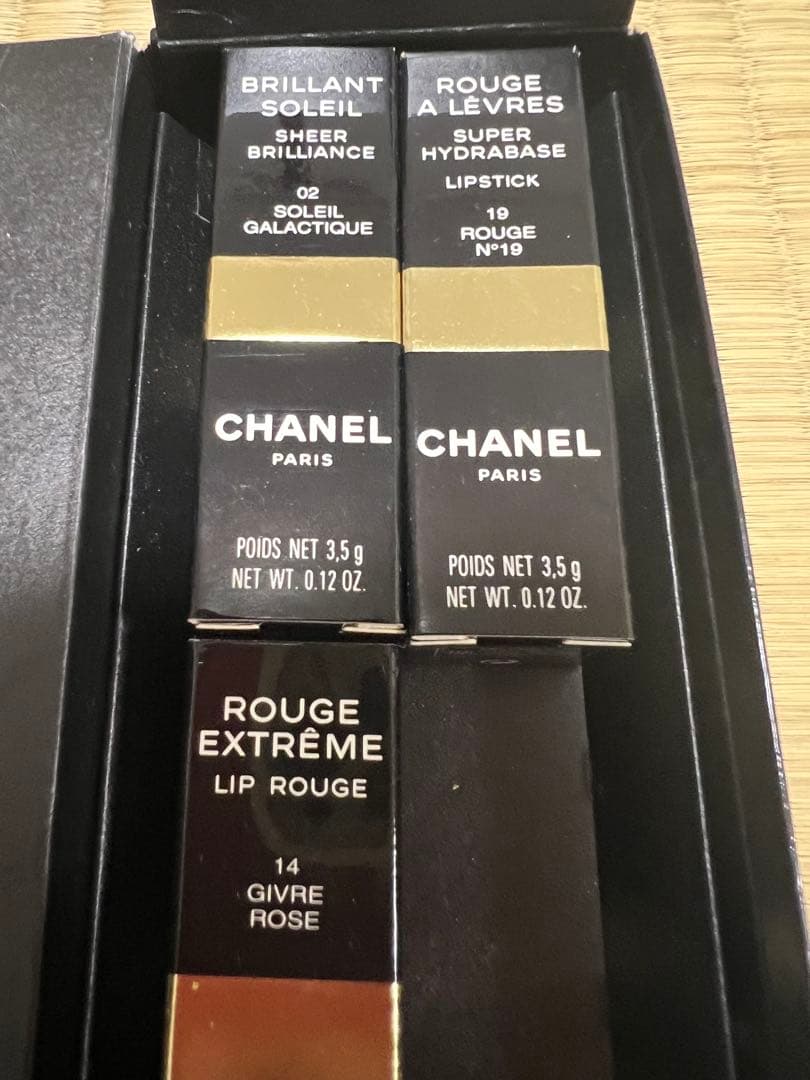 BRILLANT
SOLEIL
SHEER
BRILLIANCE
02
SOLEIL
GALACTIQUE
CHANEL
PARIS
POIDS NET 3,5 g
NET WT. 0.12 OZ.
ROUGE
A LÈVRES
SUPER
HYDRABASE
LIPSTICK
19
ROUGE
N°19
CHANEL
PARIS
POIDS NET 3,5 g
NET WT. 0.12 OZ.
ROUGE
EXTRÊME
LIP ROUGE
14
GIVRE
ROSE